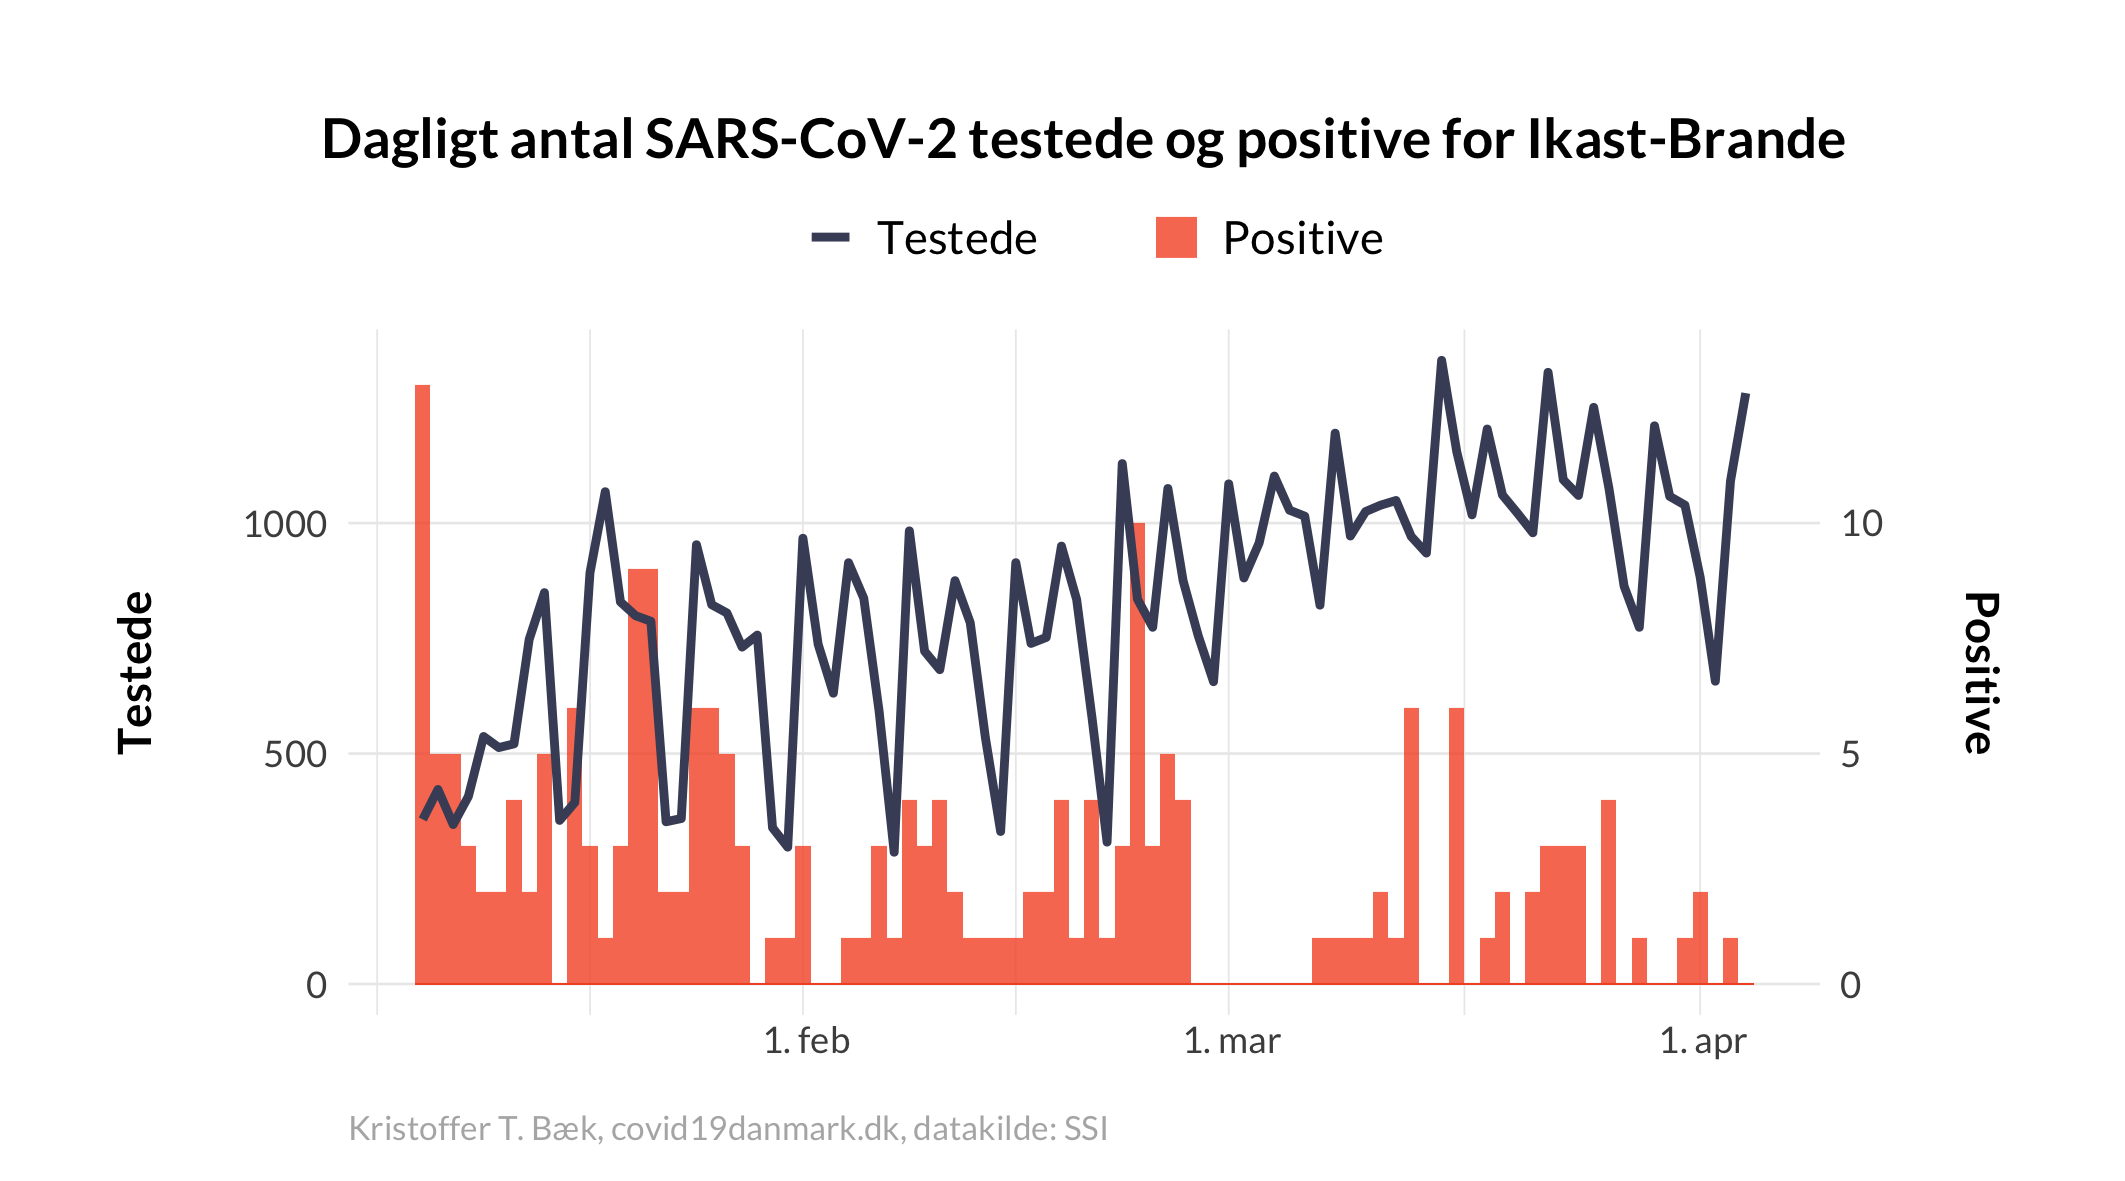 Dagligt antal SARS-CoV-2 testede og positive for Ikast-Brande
Testede
Positive
1000
500
0
10
5
0
Testede
Positive
1. feb
1. mar
1. apr
Kristoffer T. Bæk, covid19danmark.dk, datakilde: SSI